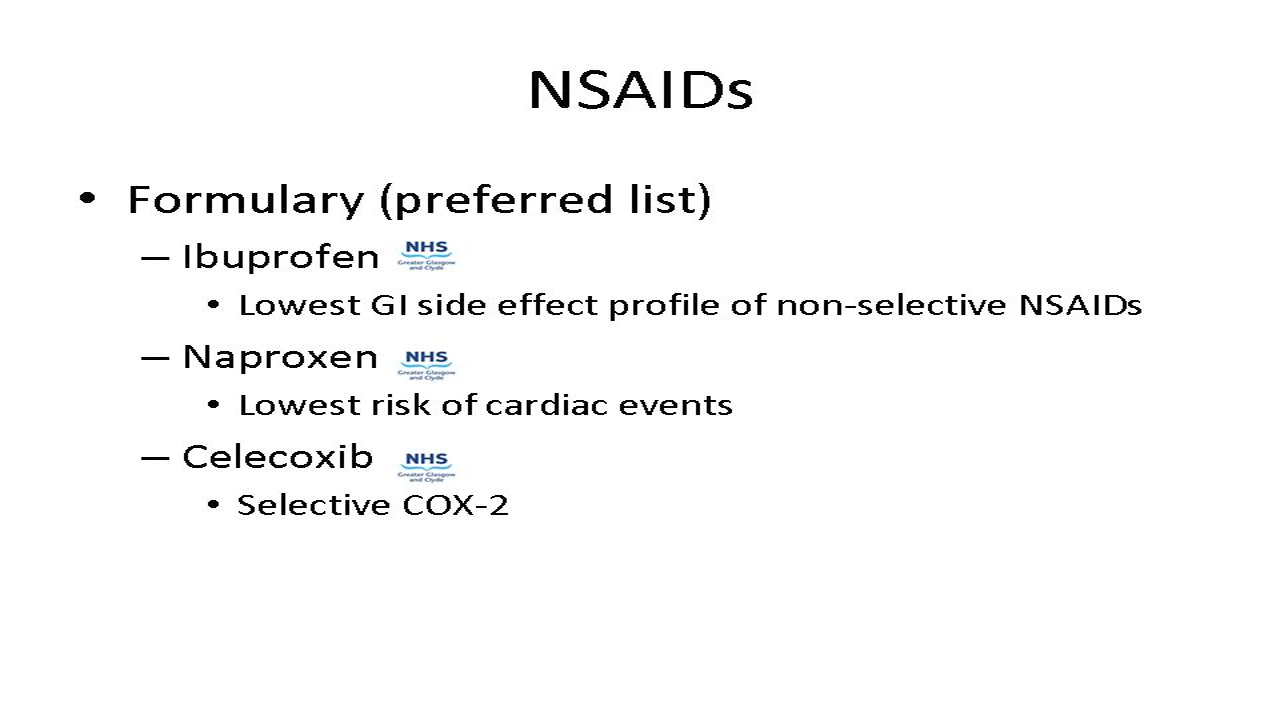 NSAIDs
• Formulary (preferred list)
– Ibuprofen NHS
Greater Glasgow
and Clyde
• Lowest GI side effect profile of non-selective NSAIDs
– Naproxen NHS
Greater Glasgow
and Clyde
• Lowest risk of cardiac events
– Celecoxib NHS
Greater Glasgow
and Clyde
• Selective COX-2